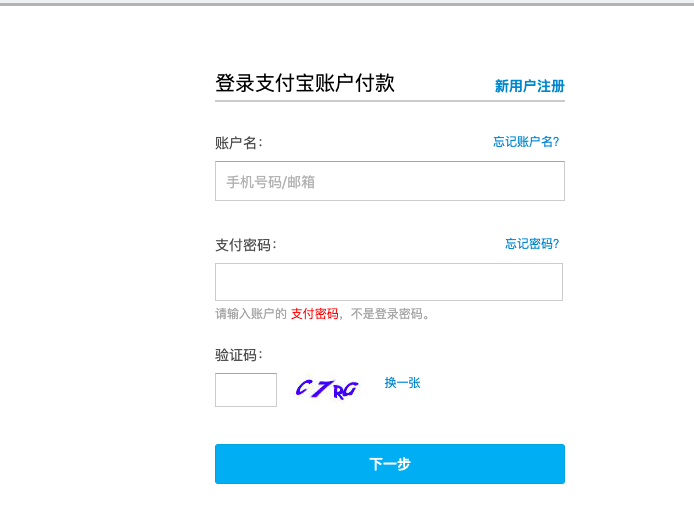 登录支付宝账户付款 新用户注册
账户名： 忘记账户名?
手机号码/邮箱
支付密码： 忘记密码?
请输入账户的 支付密码，不是登录密码。
验证码：
C7RG 换一张
下一步